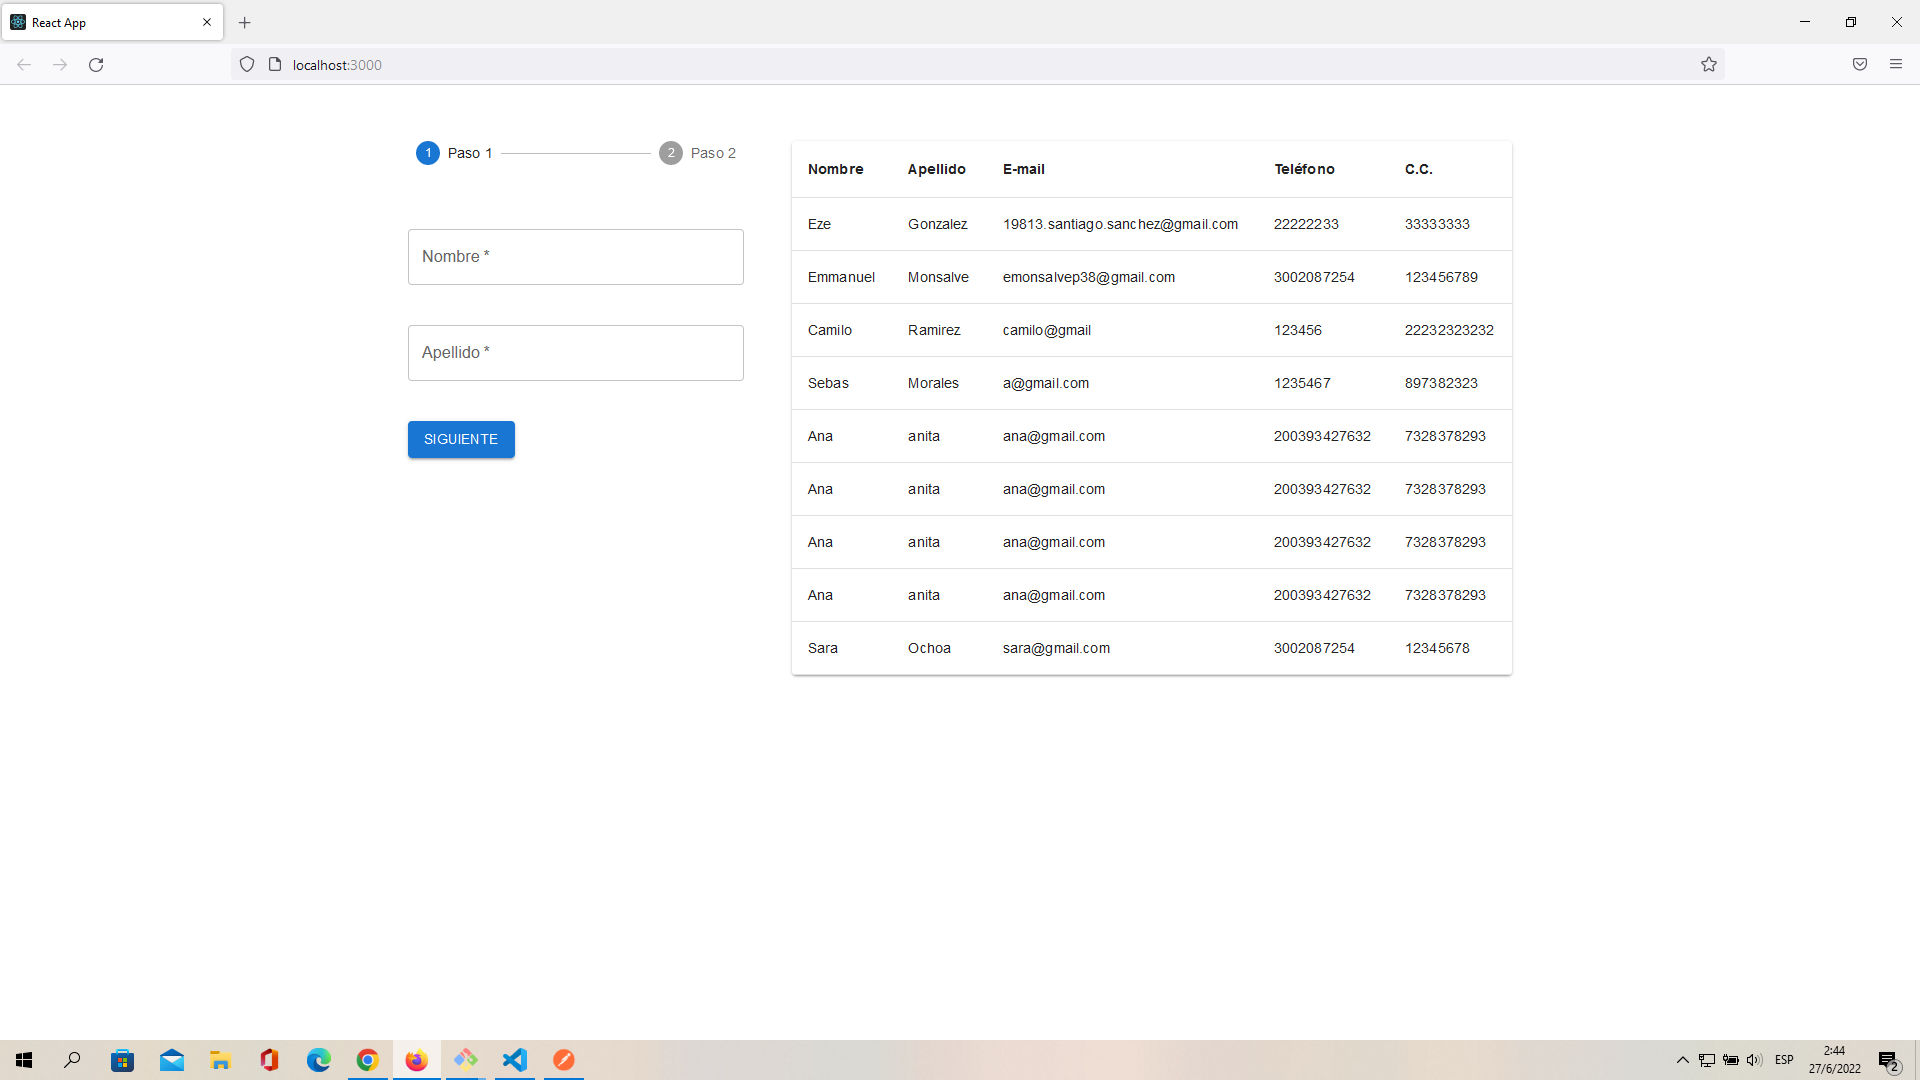 React App
localhost:3000
1 Paso 1 2 Paso 2
Nombre *
Apellido *
SIGUIENTE
Nombre Apellido E-mail Teléfono C.C.
Eze Gonzalez 19813.santiago.sanchez@gmail.com 22222233 33333333
Emmanuel Monsalve emonsalvep38@gmail.com 3002087254 123456789
Camilo Ramirez camilo@gmail 123456 22232323232
Sebas Morales a@gmail.com 1235467 897382323
Ana anita ana@gmail.com 200393427632 7328378293
Ana anita ana@gmail.com 200393427632 7328378293
Ana anita ana@gmail.com 200393427632 7328378293
Ana anita ana@gmail.com 200393427632 7328378293
Sara Ochoa sara@gmail.com 3002087254 12345678
ESP
2:44
27/6/2022
2